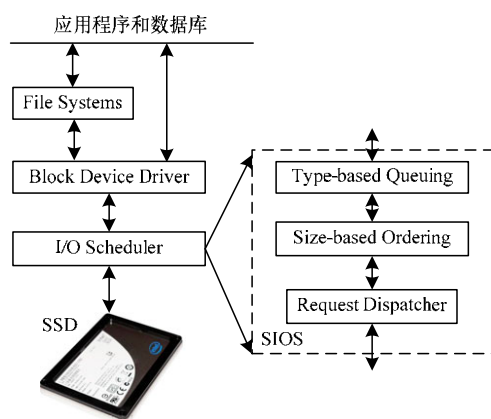 应用程序和数据库
File Systems
Block Device Driver
I/O Scheduler
SSD
Type-based Queuing
Size-based Ordering
Request Dispatcher
SIOS